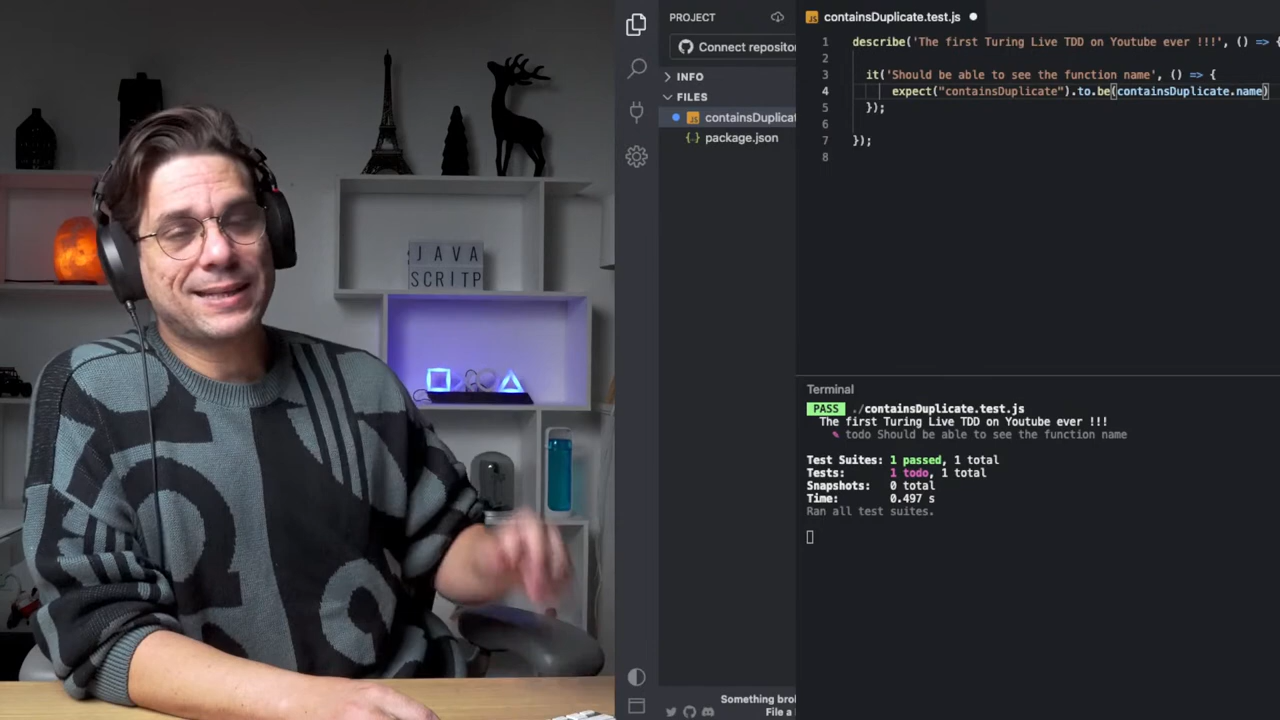 JAVA
SCRITP
PROJECT
Connect reposito
INFO
FILES
containsDuplicat
package.json
Something bro
File a
containsDuplicate.test.js
1 describe('The first Turing Live TDD on Youtube ever !!!', () => {
2
3 it('Should be able to see the function name', () => {
4 expect("containsDuplicate").to.be(containsDuplicate.name)
5 });
6
7 });
8
Terminal
PASS ./containsDuplicate.test.js
The first Turing Live TDD on Youtube ever !!!
✎ todo Should be able to see the function name
Test Suites: 1 passed, 1 total
Tests: 1 todo, 1 total
Snapshots: 0 total
Time: 0.497 s
Ran all test suites.